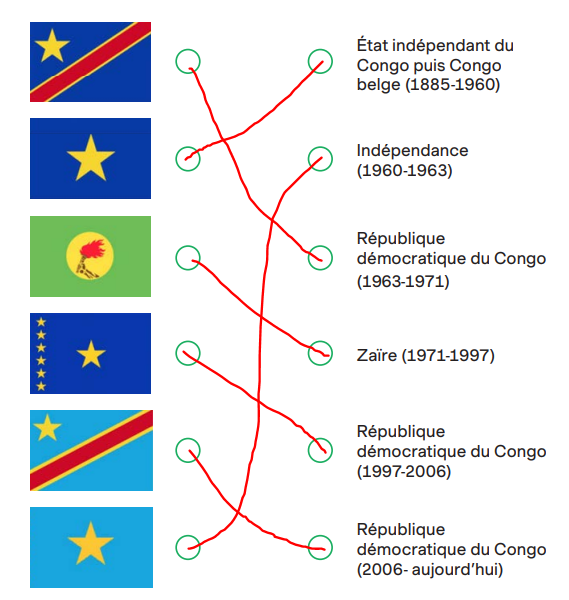 État indépendant du
Congo puis Congo
belge (1885-1960)
Indépendance
(1960-1963)
République
démocratique du Congo
(1963-1971)
Zaïre (1971-1997)
République
démocratique du Congo
(1997-2006)
République
démocratique du Congo
(2006- aujourd'hui)